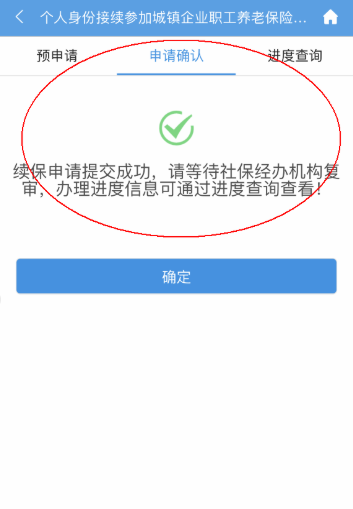 个人身份接续参加城镇企业职工养老保险...
预申请 申请确认 进度查询
续保申请提交成功，请等待社保经办机构复
审，办理进度信息可通过进度查询查看！
确定